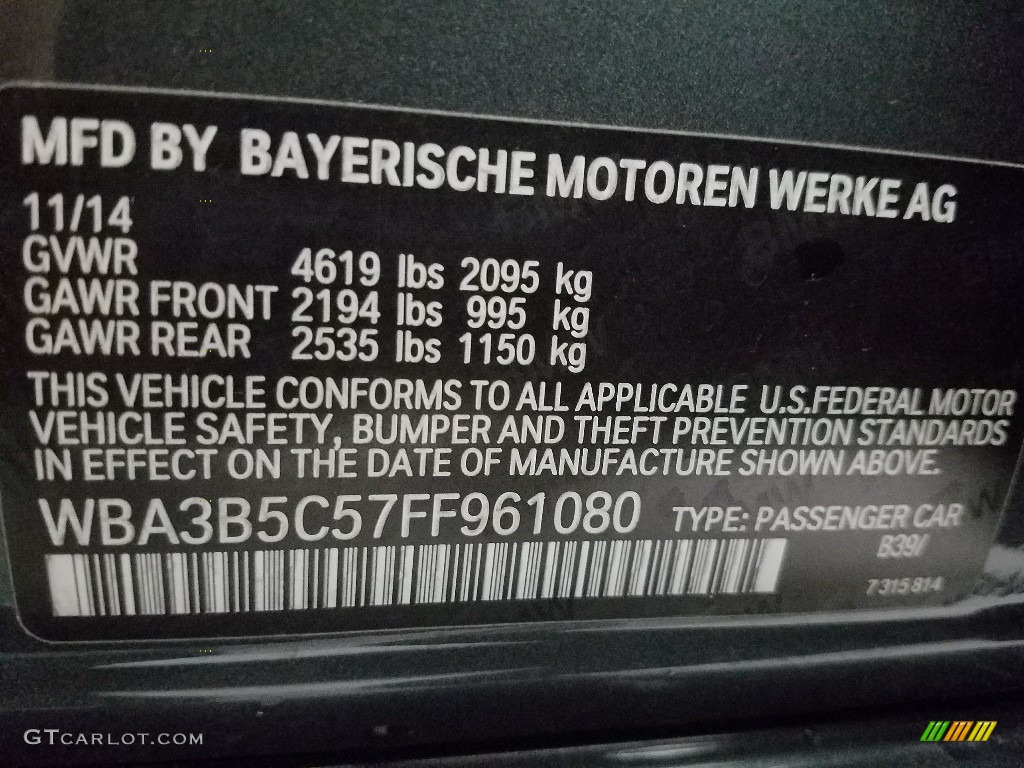 MFD BY BAYERISCHE MOTOREN WERKE AG
11/14
GVWR 4619 lbs 2095 kg
GAWR FRONT 2194 lbs 995 kg
GAWR REAR 2535 lbs 1150 kg
THIS VEHICLE CONFORMS TO ALL APPLICABLE U.S.FEDERAL MOTOR
VEHICLE SAFETY, BUMPER AND THEFT PREVENTION STANDARDS
IN EFFECT ON THE DATE OF MANUFACTURE SHOWN ABOVE.
WBA3B5C57FF961080 TYPE: PASSENGER CAR
B39/
7 315 814
GTCARLOT.COM